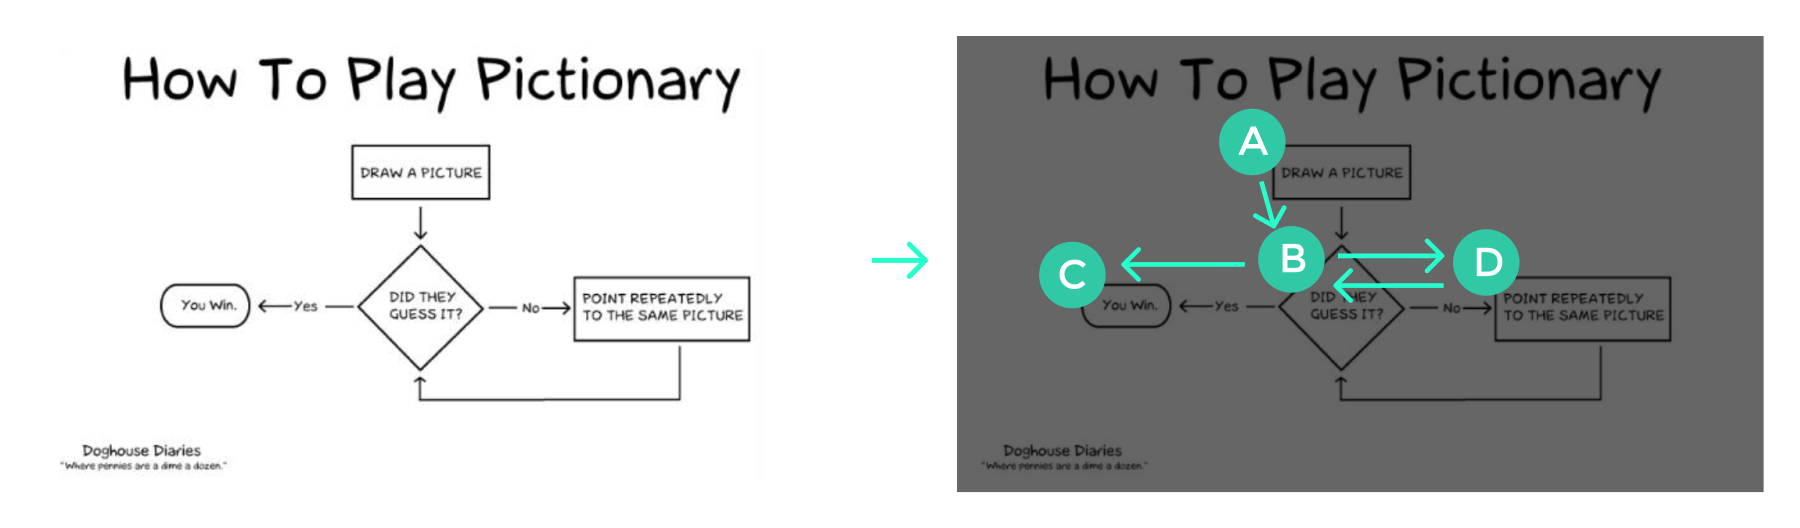 How To Play Pictionary
DRAW A PICTURE
DID THEY
GUESS IT?
You Win.
Yes
No
POINT REPEATEDLY
TO THE SAME PICTURE
Doghouse Diaries
"Where pennies are a dime a dozen."
How To Play Pictionary
A
DRAW A PICTURE
B
C
D
DID THEY
GUESS IT?
You Win.
Yes
No
POINT REPEATEDLY
TO THE SAME PICTURE
Doghouse Diaries
"Where pennies are a dime a dozen."